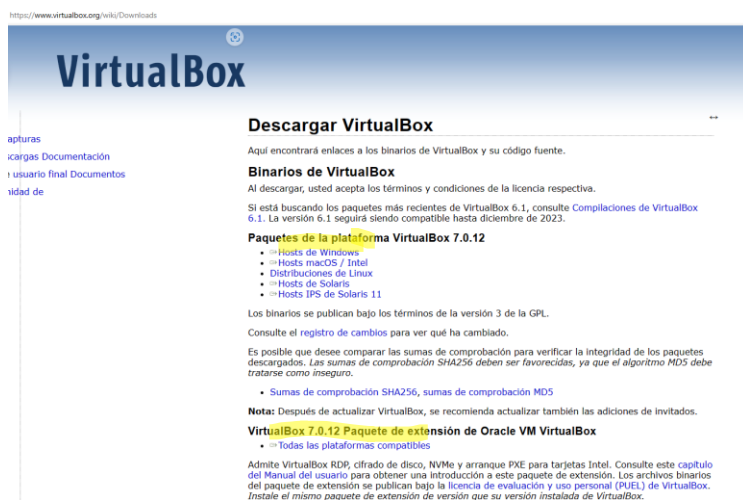 https://www.virtualbox.org/wiki/Downloads
VirtualBox
apturas
scargas Documentación
usuario final Documentos
nidad de
Descargar VirtualBox
Aquí encontrará enlaces a los binarios de VirtualBox y su código fuente.
Binarios de VirtualBox
Al descargar, usted acepta los términos y condiciones de la licencia respectiva.
Si está buscando los paquetes más recientes de VirtualBox 6.1, consulte Compilaciones de VirtualBox
6.1. La versión 6.1 seguirá siendo compatible hasta diciembre de 2023.
Paquetes de la plataforma VirtualBox 7.0.12
Hosts de Windows
Hosts macOS / Intel
Distribuciones de Linux
Hosts de Solaris
Hosts IPS de Solaris 11
Los binarios se publican bajo los términos de la versión 3 de la GPL.
Consulte el registro de cambios para ver qué ha cambiado.
Es posible que desee comparar las sumas de comprobación para verificar la integridad de los paquetes
descargados. Las sumas de comprobación SHA256 deben ser favorecidas, ya que el algoritmo MD5 debe
tratarse como inseguro.
Sumas de comprobación SHA256, sumas de comprobación MD5
Nota: Después de actualizar VirtualBox, se recomienda actualizar también las adiciones de invitados.
VirtualBox 7.0.12 Paquete de extensión de Oracle VM VirtualBox
Todas las plataformas compatibles
Admite VirtualBox RDP, cifrado de disco, NVMe y arranque PXE para tarjetas Intel. Consulte este capítulo
del Manual del usuario para obtener una introducción a este paquete de extensión. Los archivos binarios
del paquete de extensión se publican bajo la licencia de evaluación y uso personal (PUEL) de VirtualBox.
Instale el mismo paquete de extensión de versión que su versión instalada de VirtualBox.